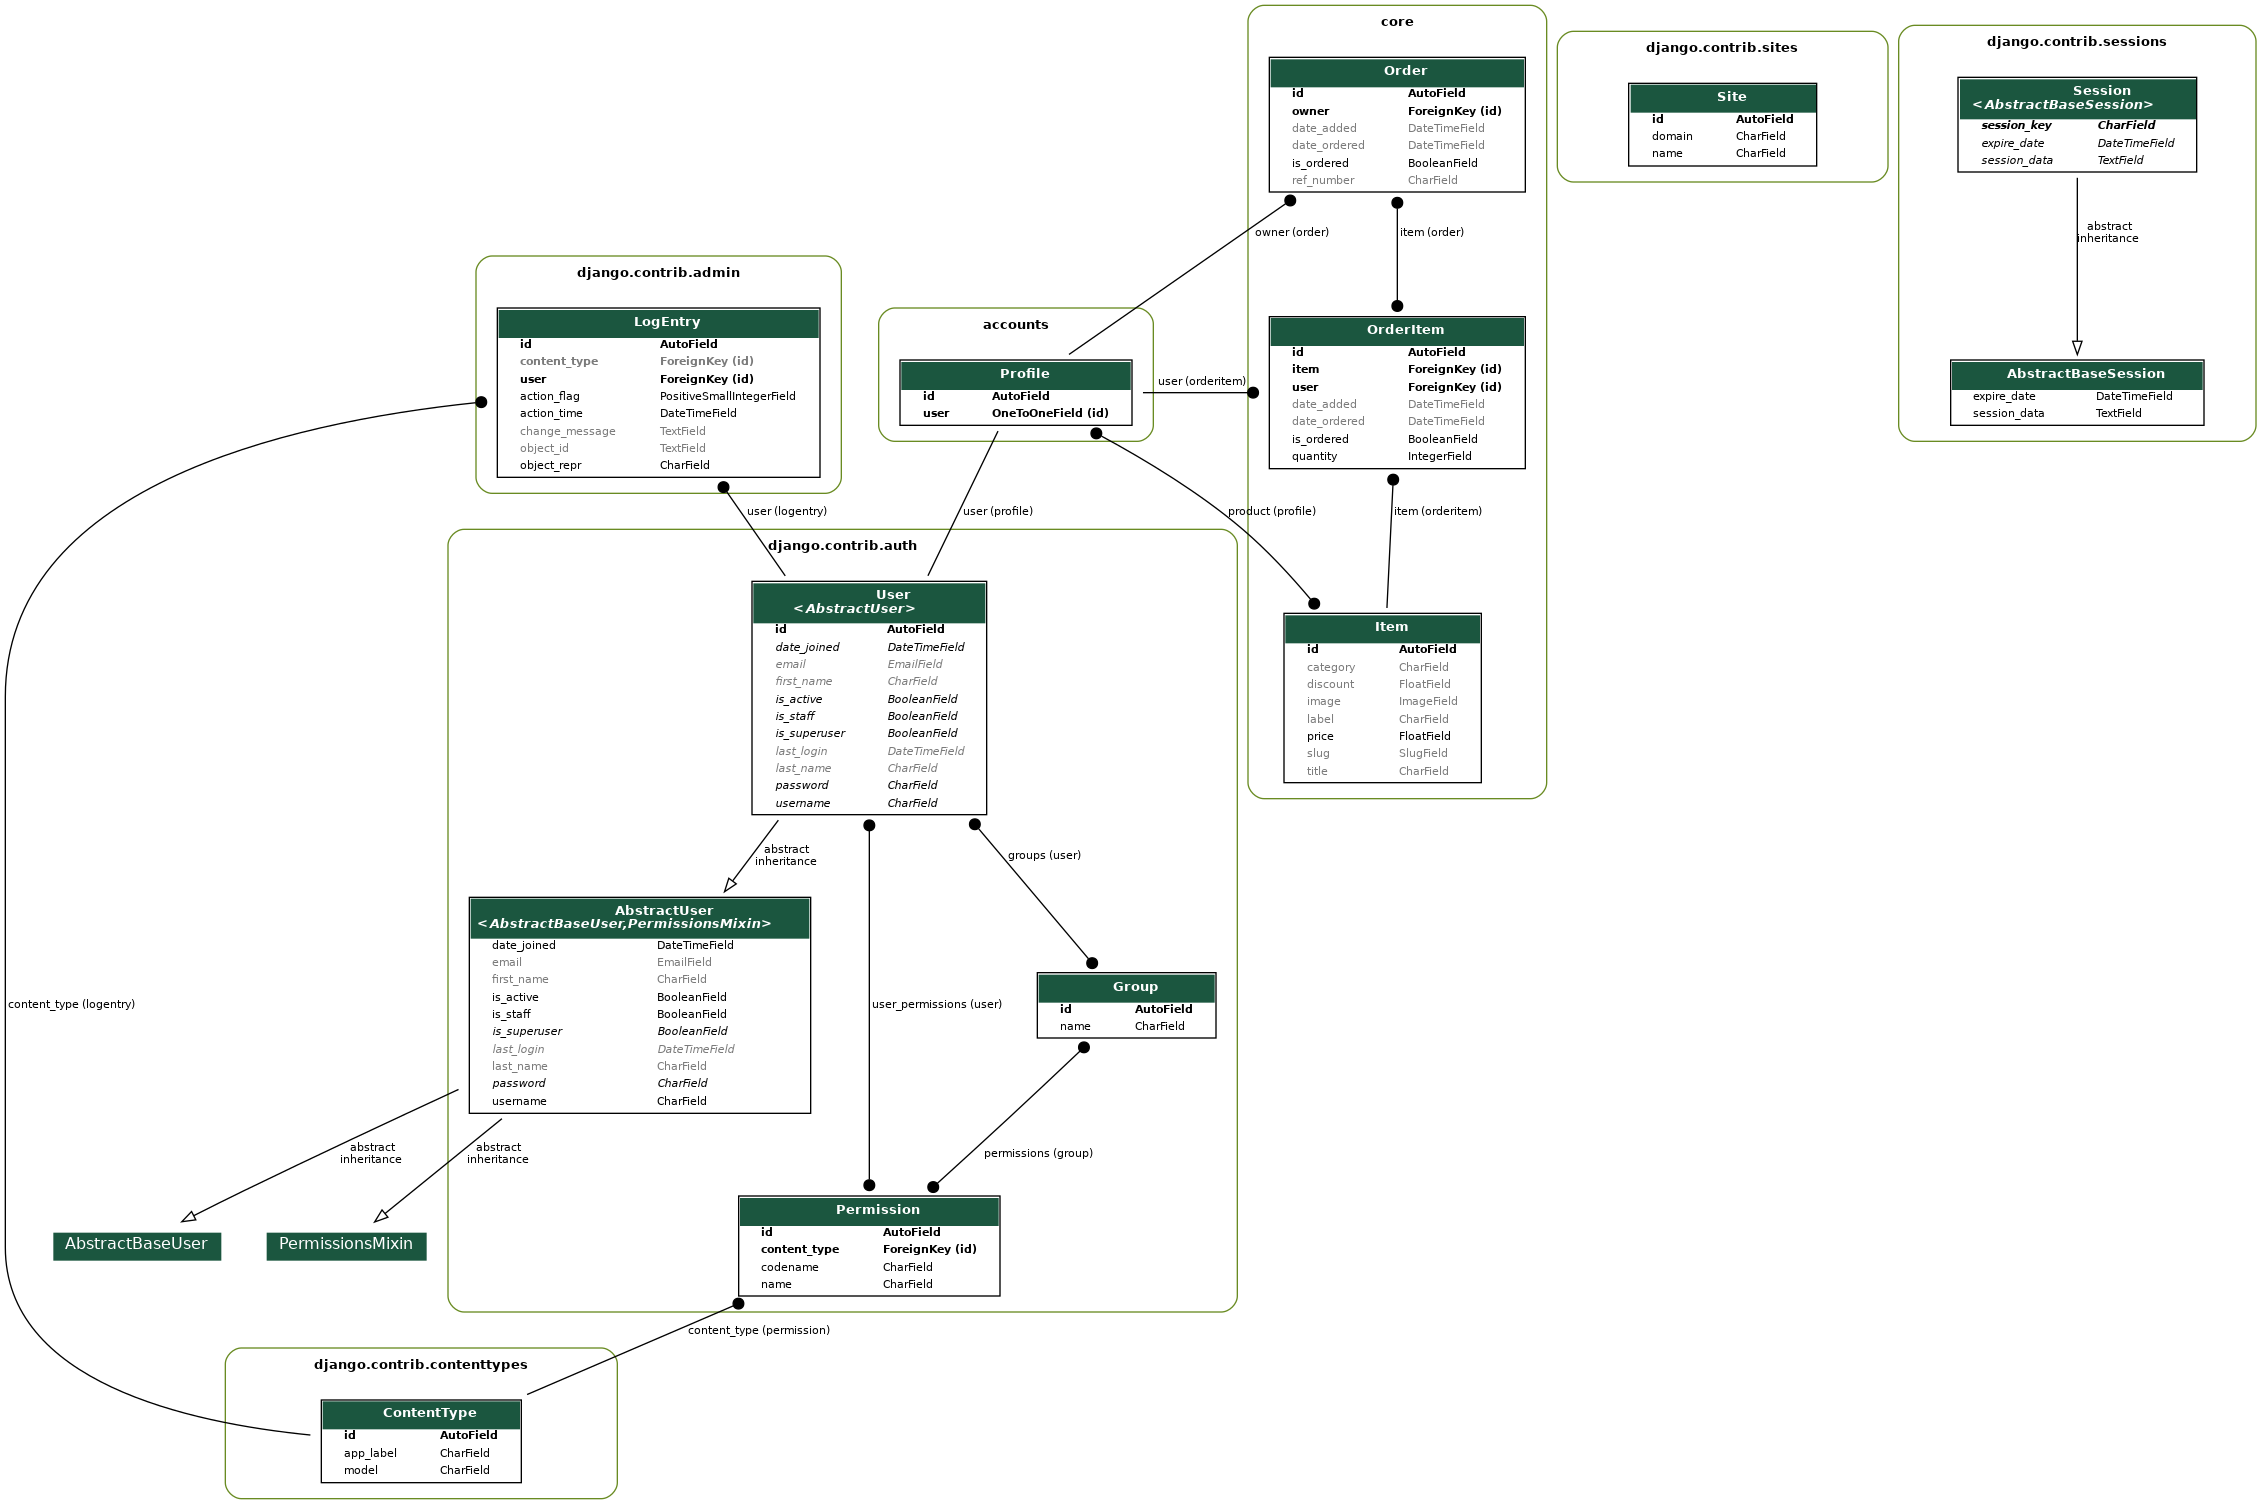 core
Order
id AutoField
owner ForeignKey (id)
date_added DateTimeField
date_ordered DateTimeField
is_ordered BooleanField
ref_number CharField
django.contrib.sites
Site
id AutoField
domain CharField
name CharField
django.contrib.sessions
Session
<AbstractBaseSession>
session_key CharField
expire_date DateTimeField
session_data TextField
owner (order)
item (order)
abstract
inheritance
django.contrib.admin
LogEntry
id AutoField
content_type ForeignKey (id)
user ForeignKey (id)
action_flag PositiveSmallIntegerField
action_time DateTimeField
change_message TextField
object_id TextField
object_repr CharField
accounts
Profile
id AutoField
user OneToOneField (id)
user (orderitem)
OrderItem
id AutoField
item ForeignKey (id)
user ForeignKey (id)
date_added DateTimeField
date_ordered DateTimeField
is_ordered BooleanField
quantity IntegerField
AbstractBaseSession
expire_date DateTimeField
session_data TextField
user (logentry)
user (profile)
product (profile)
item (orderitem)
django.contrib.auth
User
<AbstractUser>
id AutoField
date_joined DateTimeField
email EmailField
first_name CharField
is_active BooleanField
is_staff BooleanField
is_superuser BooleanField
last_login DateTimeField
last_name CharField
password CharField
username CharField
Item
id AutoField
category CharField
discount FloatField
image ImageField
label CharField
price FloatField
slug SlugField
title CharField
abstract
inheritance
groups (user)
AbstractUser
<AbstractBaseUser,PermissionsMixin>
date_joined DateTimeField
email EmailField
first_name CharField
is_active BooleanField
is_staff BooleanField
is_superuser BooleanField
last_login DateTimeField
last_name CharField
password CharField
username CharField
content_type (logentry)
user_permissions (user)
Group
id AutoField
name CharField
abstract
inheritance
abstract
inheritance
permissions (group)
AbstractBaseUser
PermissionsMixin
Permission
id AutoField
content_type ForeignKey (id)
codename CharField
name CharField
content_type (permission)
django.contrib.contenttypes
ContentType
id AutoField
app_label CharField
model CharField